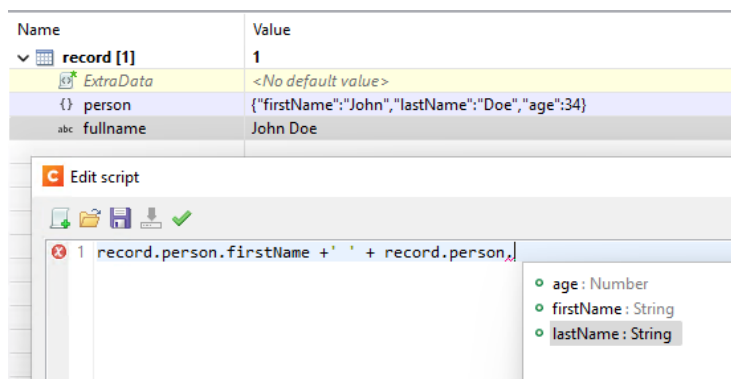 Name Value
record [1] 1
ExtraData <No default value>
{} person {"firstName":"John","lastName":"Doe","age":34}
abc fullname John Doe
C Edit script
1 record.person.firstName +' ' + record.person.
age : Number
firstName : String
lastName : String